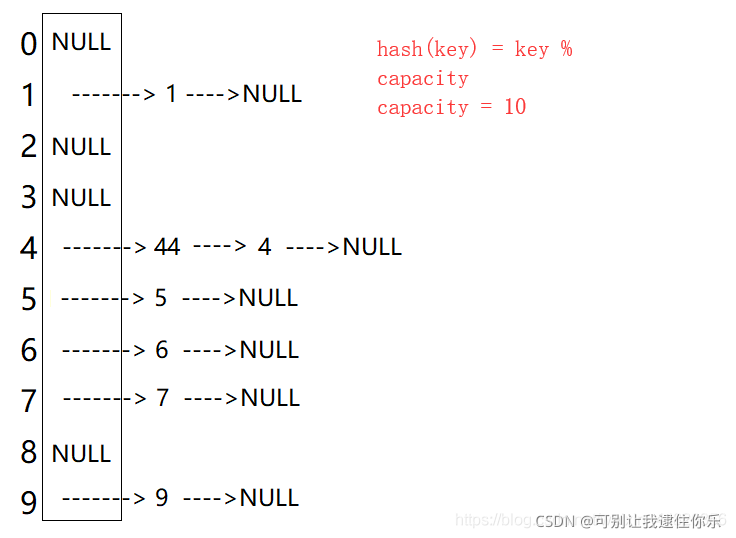 0 NULL
hash(key) = key %
capacity
capacity = 10
1 -------> 1 ---->NULL
2 NULL
3 NULL
4 -------> 44 ----> 4 ---->NULL
5 -------> 5 ---->NULL
6 -------> 6 ---->NULL
7 -------> 7 ---->NULL
8 NULL
9 -------> 9 ---->NULL
https://blog.
CSDN @可别让我逮住你乐